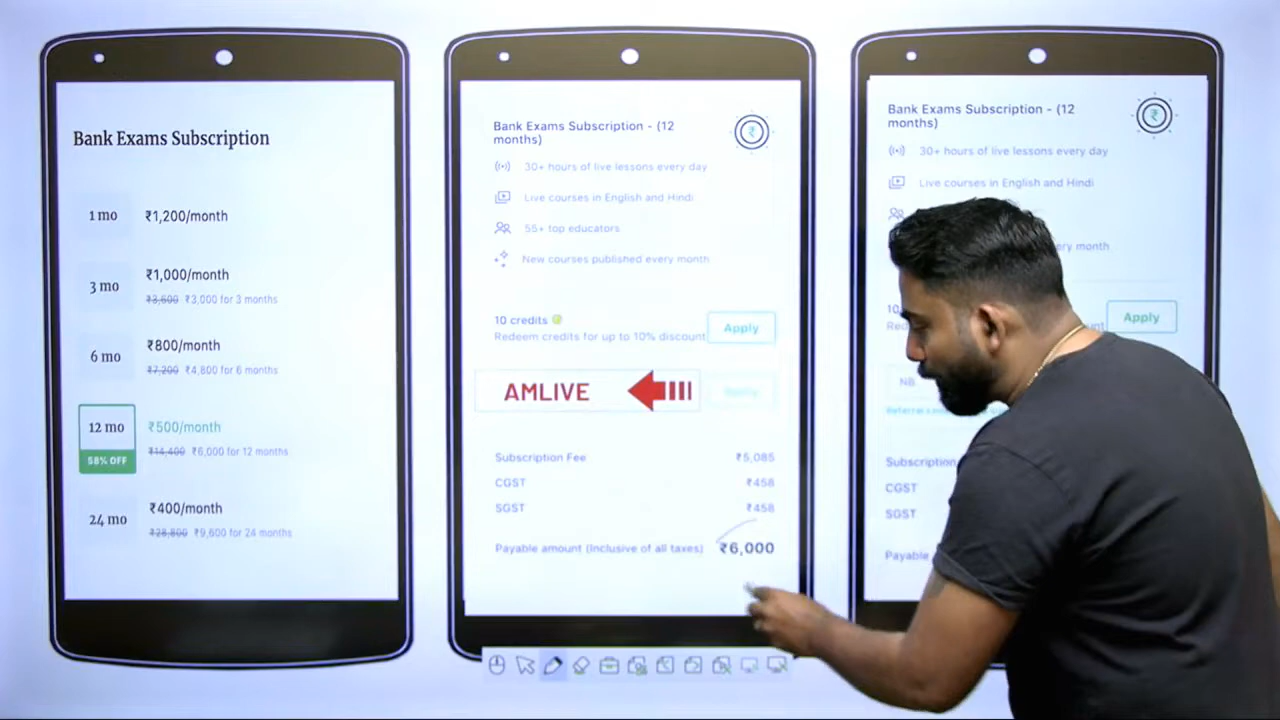 Bank Exams Subscription
1 mo
₹1,200/month
3 mo
₹1,000/month
₹3,600 ₹3,000 for 3 months
6 mo
₹800/month
₹7,200 ₹4,800 for 6 months
12 mo
58% OFF
₹500/month
₹14,400 ₹6,000 for 12 months
24 mo
₹400/month
₹28,800 ₹9,600 for 24 months
Bank Exams Subscription - (12
months)
30+ hours of live lessons every day
Live courses in English and Hindi
55+ top educators
New courses published every month
10 credits
Redeem credits for up to 10% discount
Apply
AMLIVE
Subscription Fee ₹5,085
CGST ₹458
SGST ₹458
Payable amount (Inclusive of all taxes) ₹6,000
Bank Exams Subscription - (12
months)
30+ hours of live lessons every day
Live courses in English and Hindi
every month
10
Apply
NB
Subscription
CGST
SGST
Payable